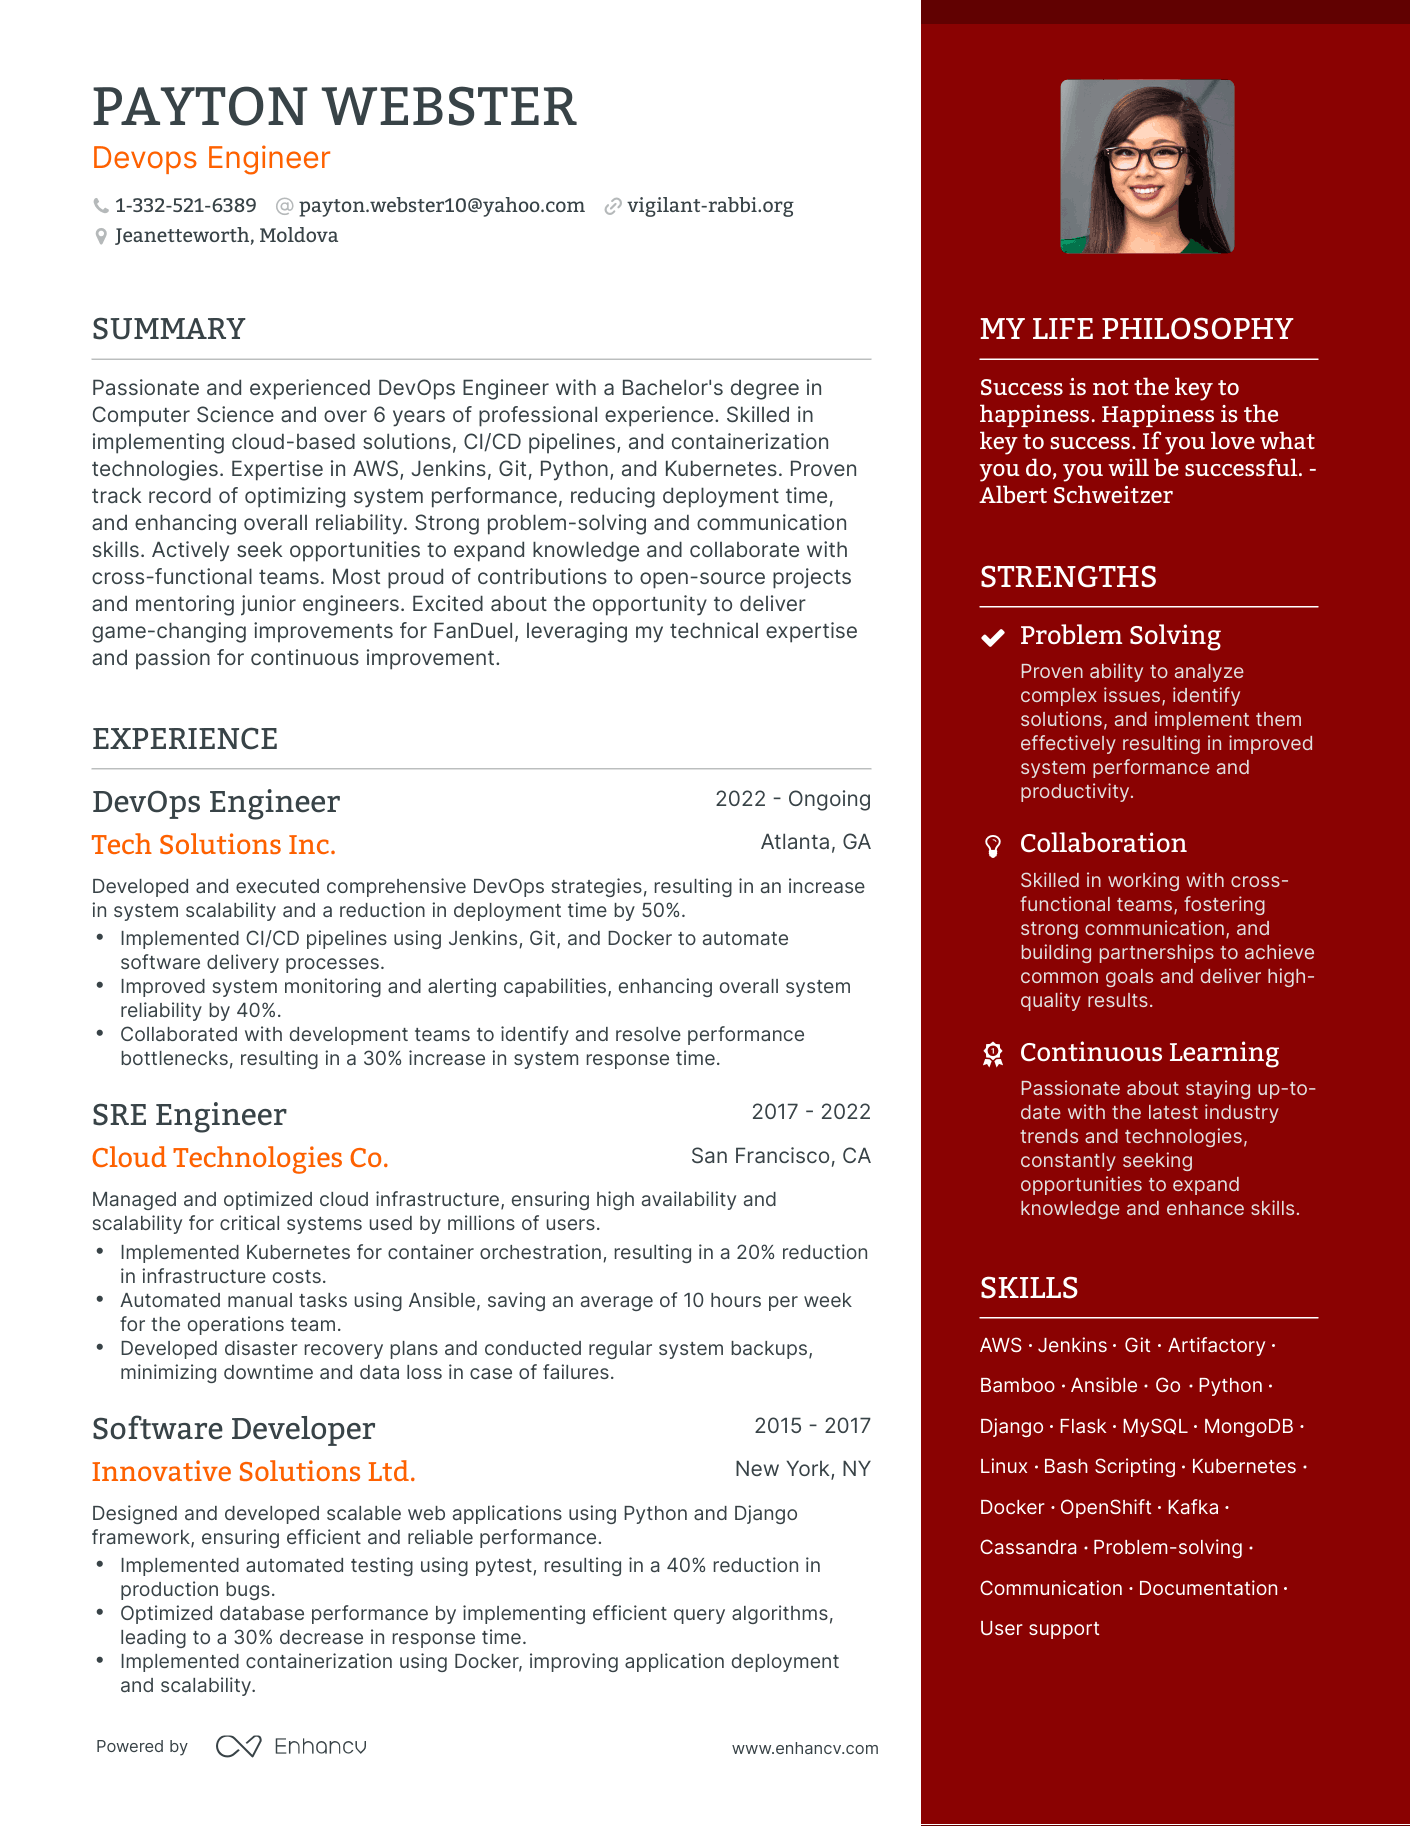 PAYTON WEBSTER
Devops Engineer
1-332-521-6389 @ payton.webster10@yahoo.com vigilant-rabbi.org
Jeanetteworth, Moldova
SUMMARY
Passionate and experienced DevOps Engineer with a Bachelor's degree in
Computer Science and over 6 years of professional experience. Skilled in
implementing cloud-based solutions, CI/CD pipelines, and containerization
technologies. Expertise in AWS, Jenkins, Git, Python, and Kubernetes. Proven
track record of optimizing system performance, reducing deployment time,
and enhancing overall reliability. Strong problem-solving and communication
skills. Actively seek opportunities to expand knowledge and collaborate with
cross-functional teams. Most proud of contributions to open-source projects
and mentoring junior engineers. Excited about the opportunity to deliver
game-changing improvements for FanDuel, leveraging my technical expertise
and passion for continuous improvement.
EXPERIENCE
DevOps Engineer 2022 - Ongoing
Tech Solutions Inc. Atlanta, GA
Developed and executed comprehensive DevOps strategies, resulting in an increase
in system scalability and a reduction in deployment time by 50%.
• Implemented CI/CD pipelines using Jenkins, Git, and Docker to automate
software delivery processes.
• Improved system monitoring and alerting capabilities, enhancing overall system
reliability by 40%.
• Collaborated with development teams to identify and resolve performance
bottlenecks, resulting in a 30% increase in system response time.
SRE Engineer 2017 - 2022
Cloud Technologies Co. San Francisco, CA
Managed and optimized cloud infrastructure, ensuring high availability and
scalability for critical systems used by millions of users.
• Implemented Kubernetes for container orchestration, resulting in a 20% reduction
in infrastructure costs.
• Automated manual tasks using Ansible, saving an average of 10 hours per week
for the operations team.
• Developed disaster recovery plans and conducted regular system backups,
minimizing downtime and data loss in case of failures.
Software Developer 2015 - 2017
Innovative Solutions Ltd. New York, NY
Designed and developed scalable web applications using Python and Django
framework, ensuring efficient and reliable performance.
• Implemented automated testing using pytest, resulting in a 40% reduction in
production bugs.
• Optimized database performance by implementing efficient query algorithms,
leading to a 30% decrease in response time.
• Implemented containerization using Docker, improving application deployment
and scalability.
Powered by Enhancv www.enhancv.com
MY LIFE PHILOSOPHY
Success is not the key to
happiness. Happiness is the
key to success. If you love what
you do, you will be successful. -
Albert Schweitzer
STRENGTHS
Problem Solving
Proven ability to analyze
complex issues, identify
solutions, and implement them
effectively resulting in improved
system performance and
productivity.
Collaboration
Skilled in working with cross-
functional teams, fostering
strong communication, and
building partnerships to achieve
common goals and deliver high-
quality results.
Continuous Learning
Passionate about staying up-to-
date with the latest industry
trends and technologies,
constantly seeking
opportunities to expand
knowledge and enhance skills.
SKILLS
AWS · Jenkins · Git · Artifactory ·
Bamboo · Ansible · Go · Python ·
Django · Flask · MySQL · MongoDB ·
Linux · Bash Scripting · Kubernetes ·
Docker · OpenShift · Kafka ·
Cassandra · Problem-solving ·
Communication · Documentation ·
User support